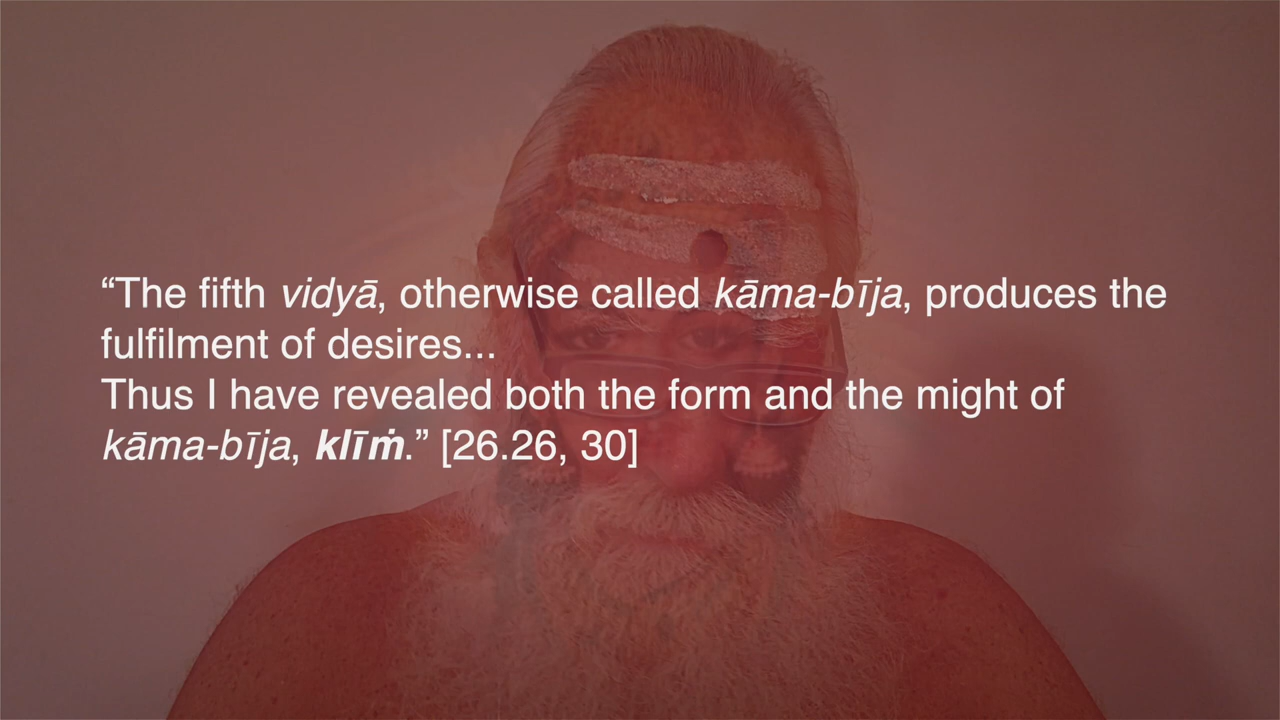 “The fifth vidyā, otherwise called kāma-bīja, produces the
fulfilment of desires...
Thus I have revealed both the form and the might of
kāma-bīja, klīṁ.” [26.26, 30]